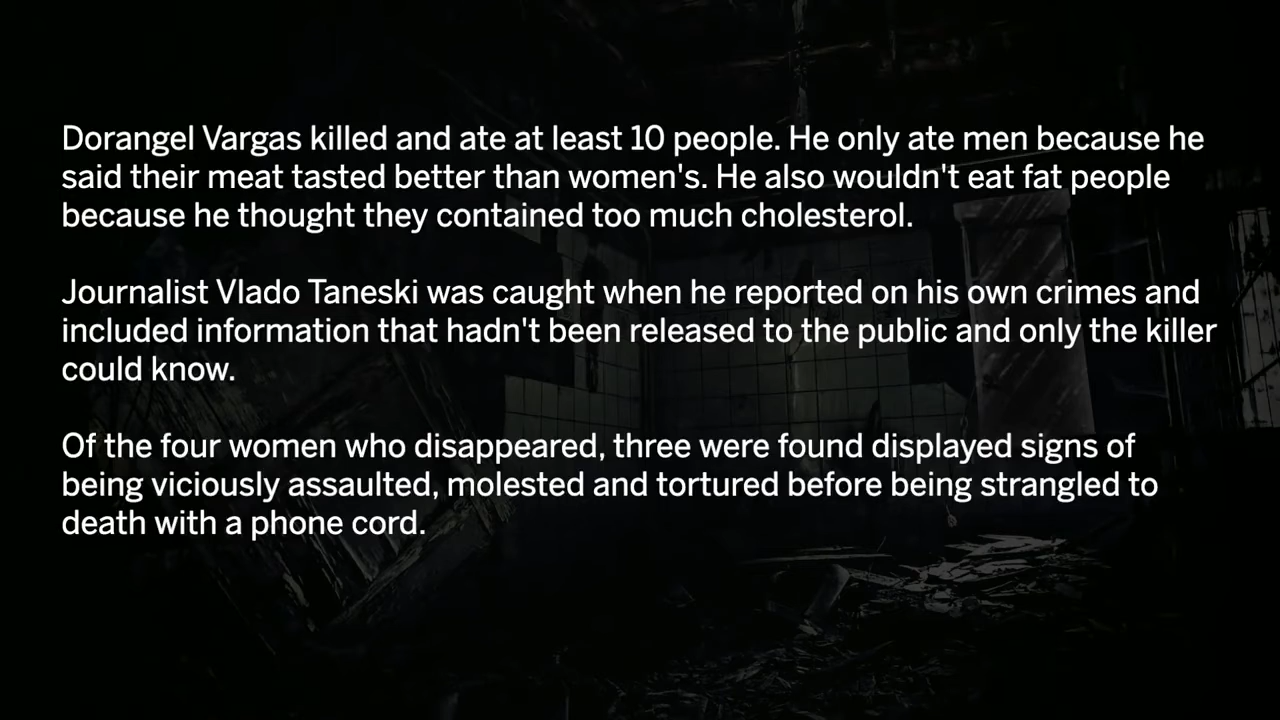 Dorangel Vargas killed and ate at least 10 people. He only ate men because he
said their meat tasted better than women's. He also wouldn't eat fat people
because he thought they contained too much cholesterol.
Journalist Vlado Taneski was caught when he reported on his own crimes and
included information that hadn't been released to the public and only the killer
could know.
Of the four women who disappeared, three were found displayed signs of
being viciously assaulted, molested and tortured before being strangled to
death with a phone cord.